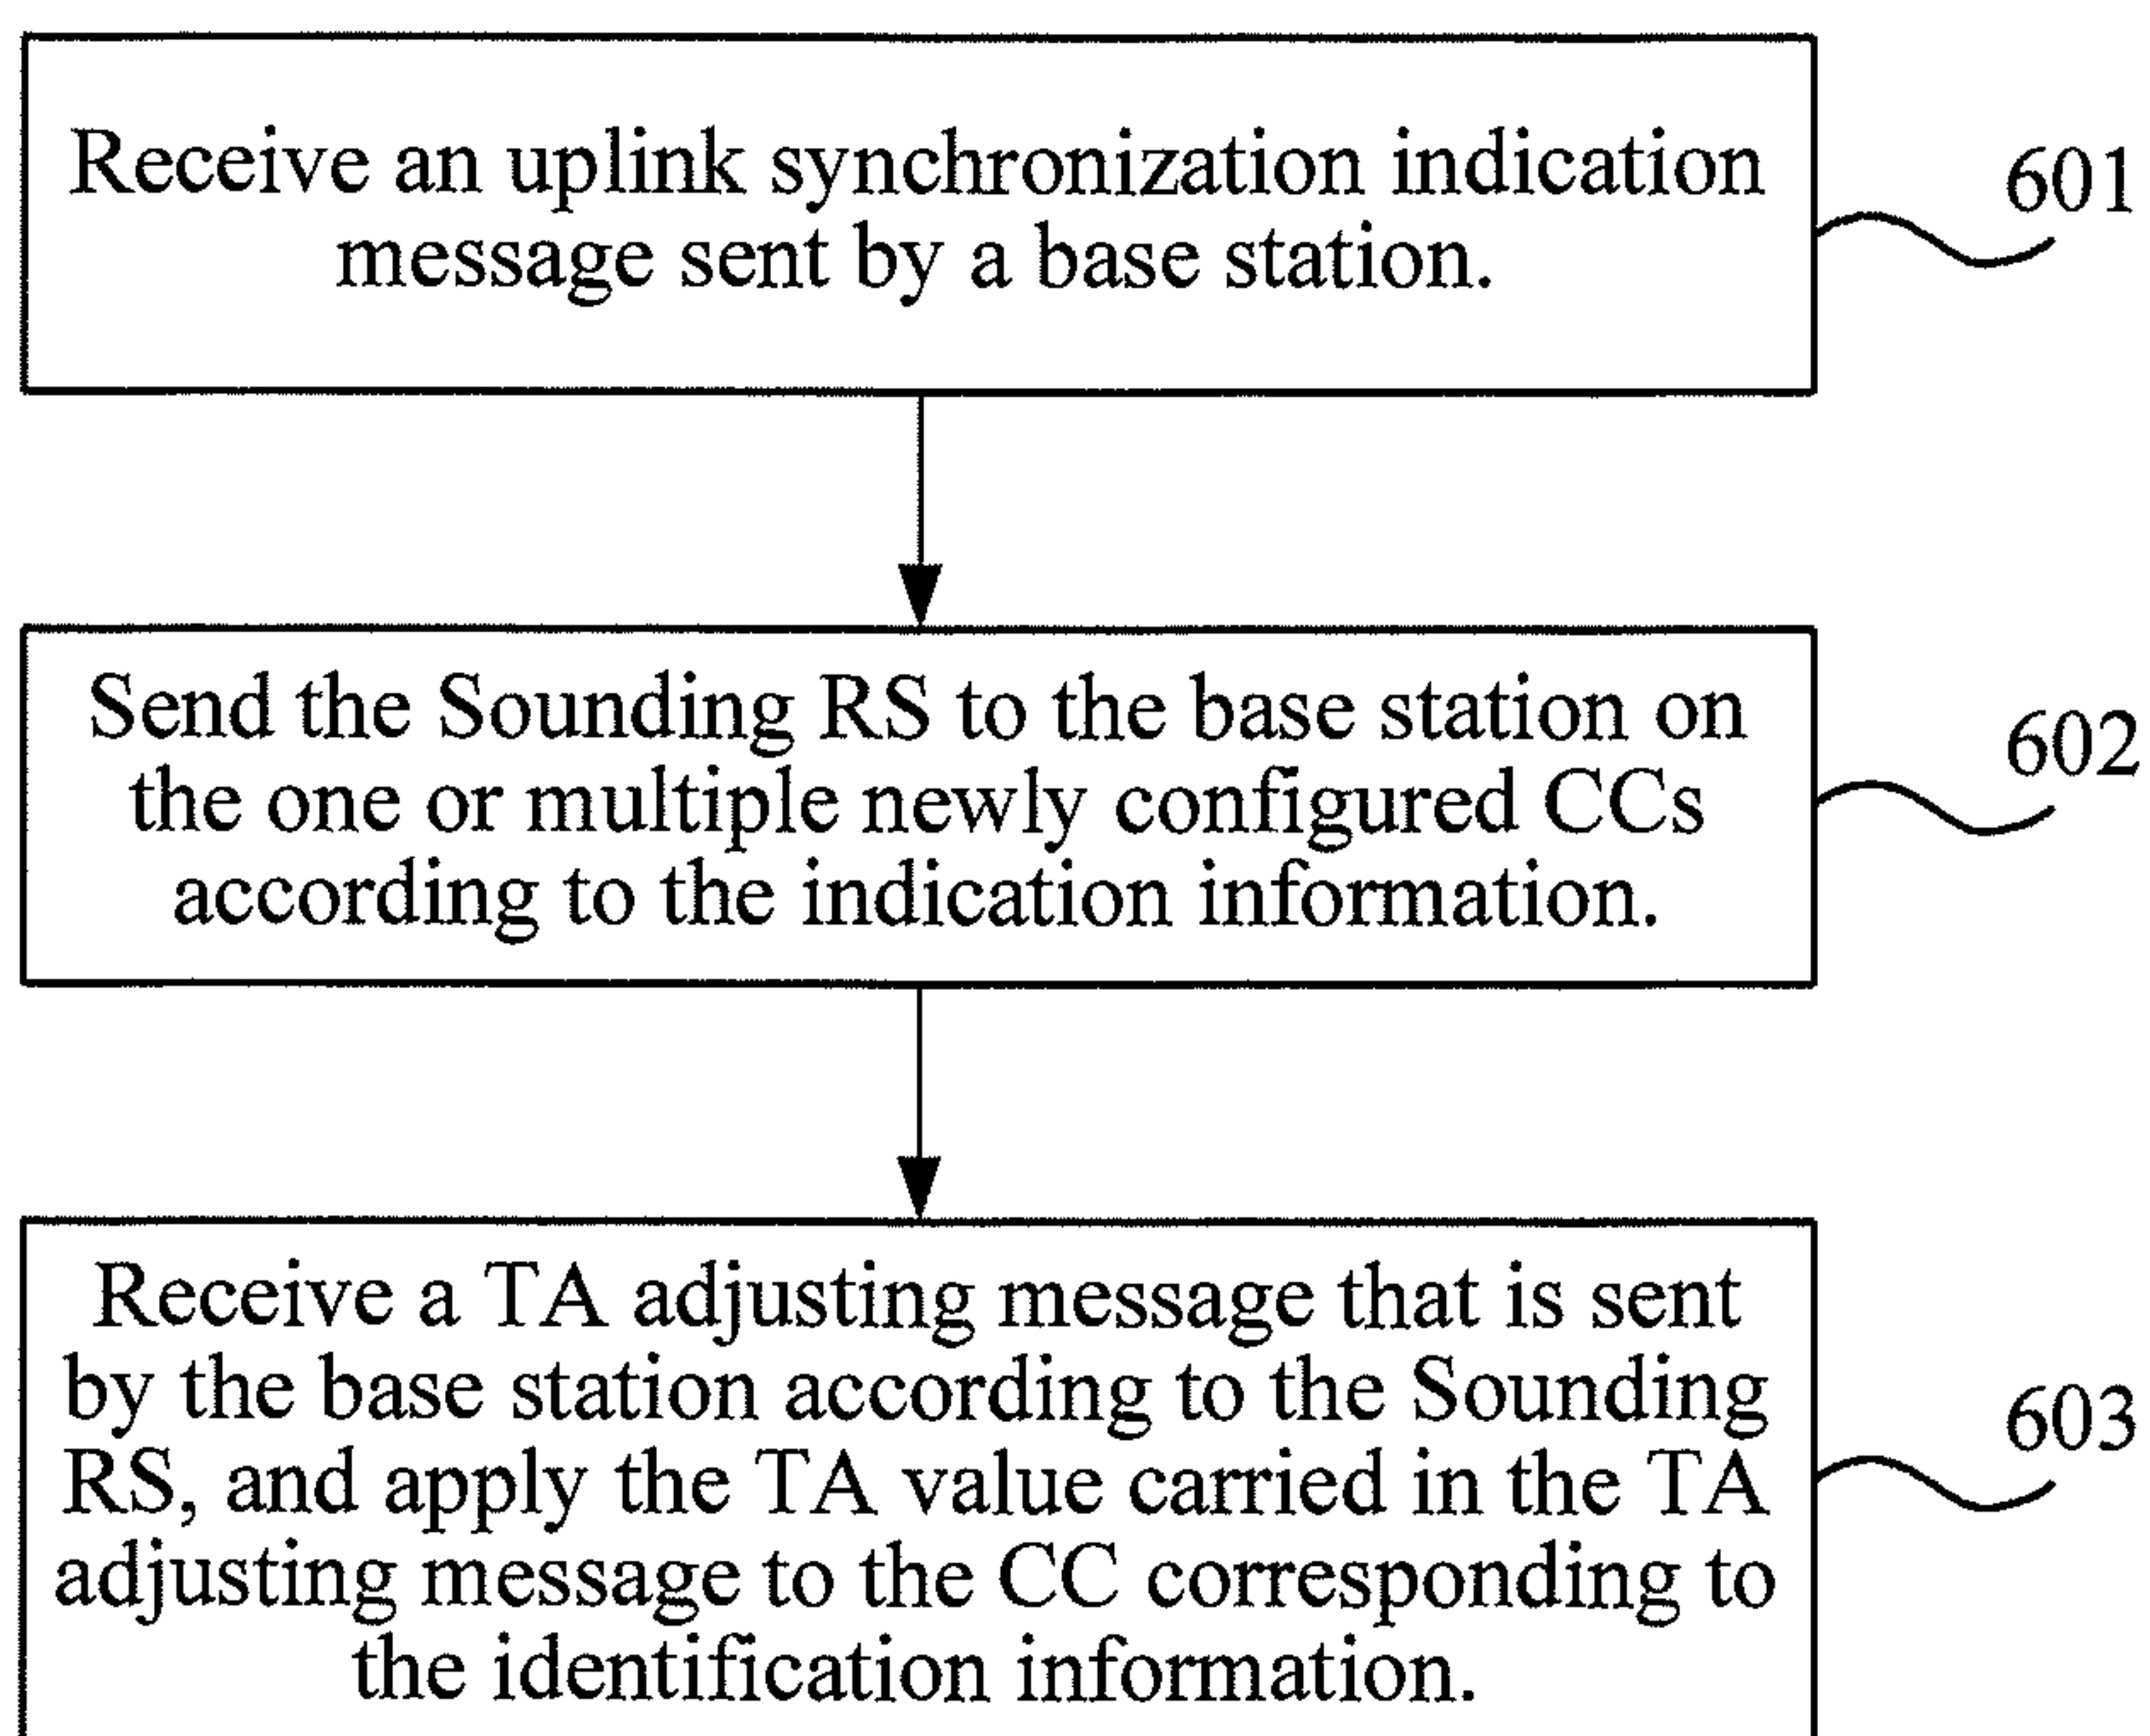 Receive an uplink synchronization indication
message sent by a base station.
601
Send the Sounding RS to the base station on
the one or multiple newly configured CCs
according to the indication information.
602
Receive a TA adjusting message that is sent
by the base station according to the Sounding
RS, and apply the TA value carried in the TA
adjusting message to the CC corresponding to
the identification information.
603